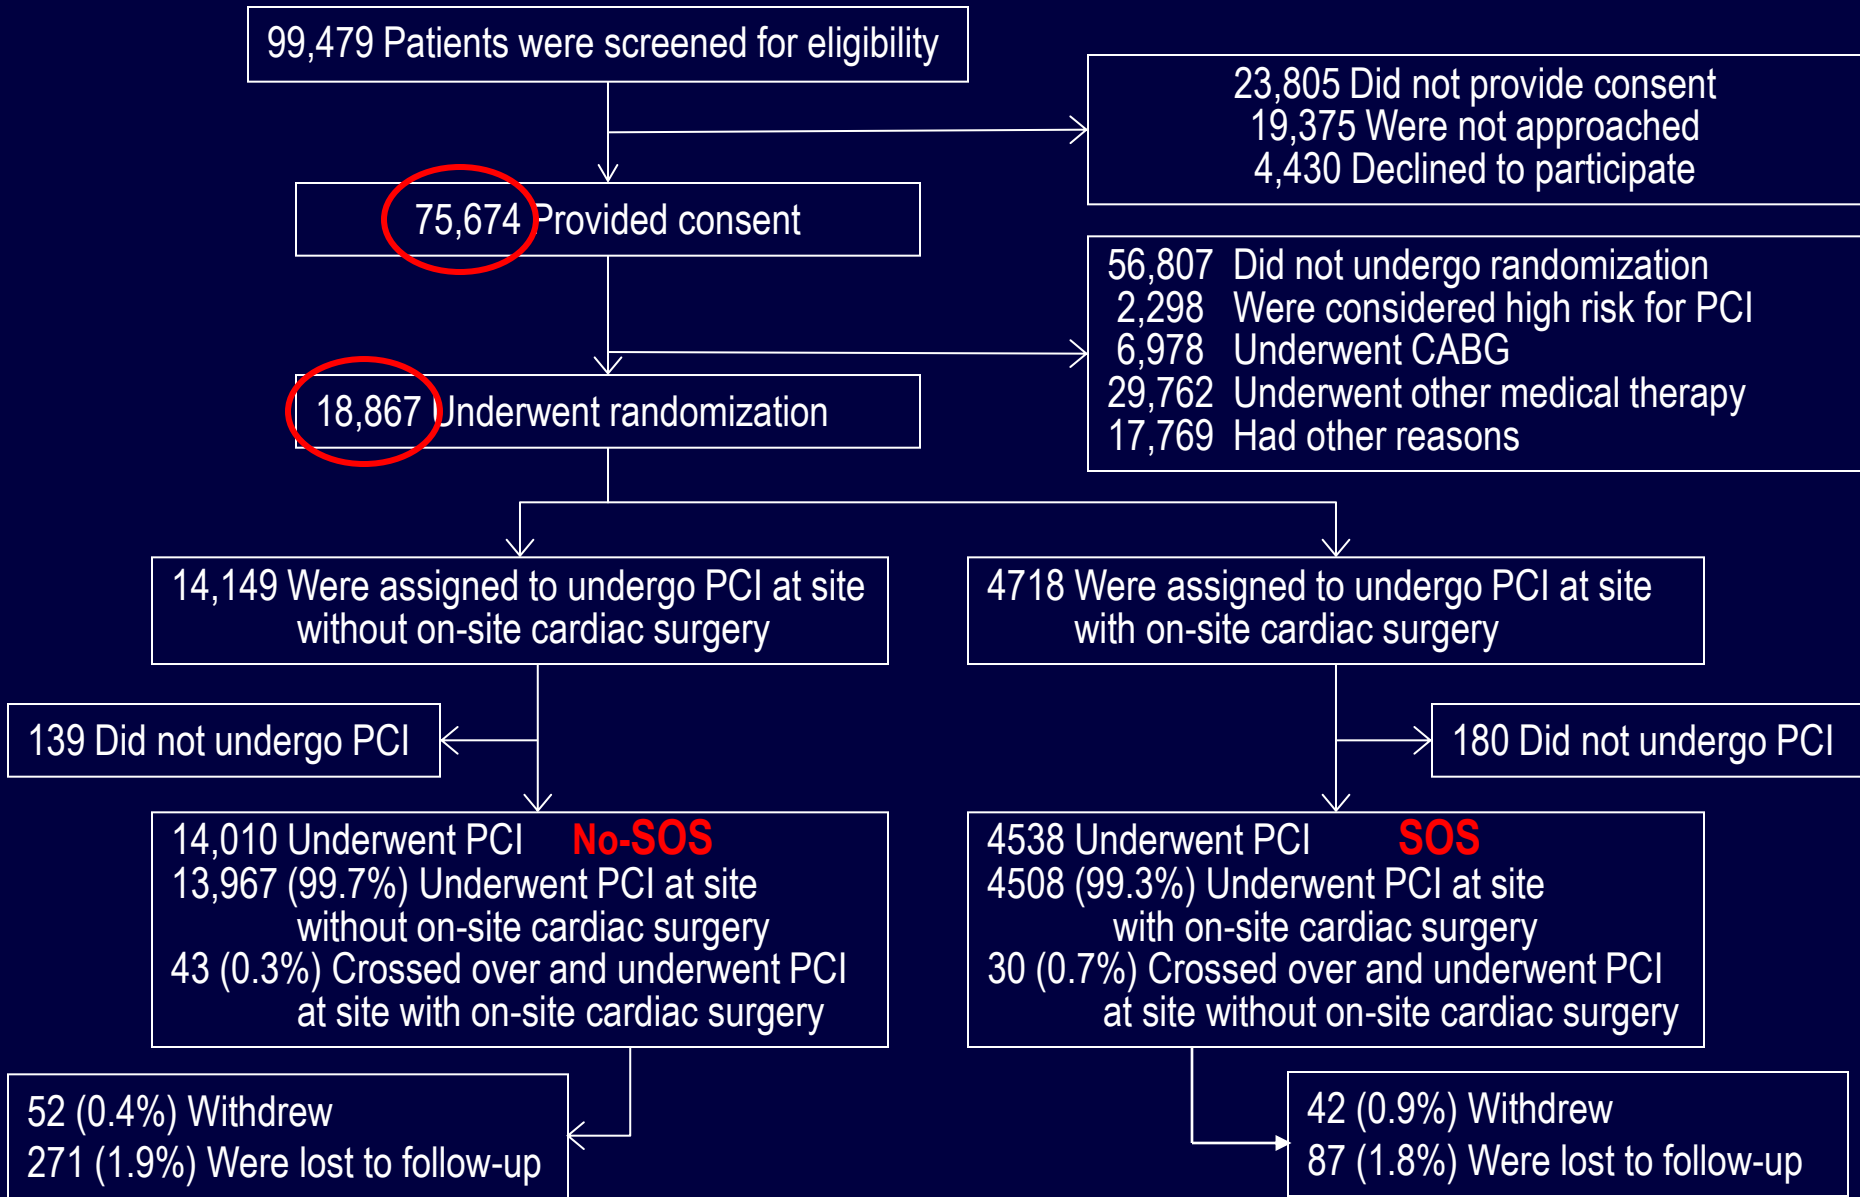 99,479 Patients were screened for eligibility
23,805 Did not provide consent
19,375 Were not approached
4,430 Declined to participate
75,674 Provided consent
56,807 Did not undergo randomization
2,298 Were considered high risk for PCI
6,978 Underwent CABG
29,762 Underwent other medical therapy
17,769 Had other reasons
18,867 Underwent randomization
14,149 Were assigned to undergo PCI at site
without on-site cardiac surgery
4718 Were assigned to undergo PCI at site
with on-site cardiac surgery
139 Did not undergo PCI
180 Did not undergo PCI
14,010 Underwent PCI No-SOS
13,967 (99.7%) Underwent PCI at site
without on-site cardiac surgery
43 (0.3%) Crossed over and underwent PCI
at site with on-site cardiac surgery
4538 Underwent PCI SOS
4508 (99.3%) Underwent PCI at site
with on-site cardiac surgery
30 (0.7%) Crossed over and underwent PCI
at site without on-site cardiac surgery
52 (0.4%) Withdrew
271 (1.9%) Were lost to follow-up
42 (0.9%) Withdrew
87 (1.8%) Were lost to follow-up